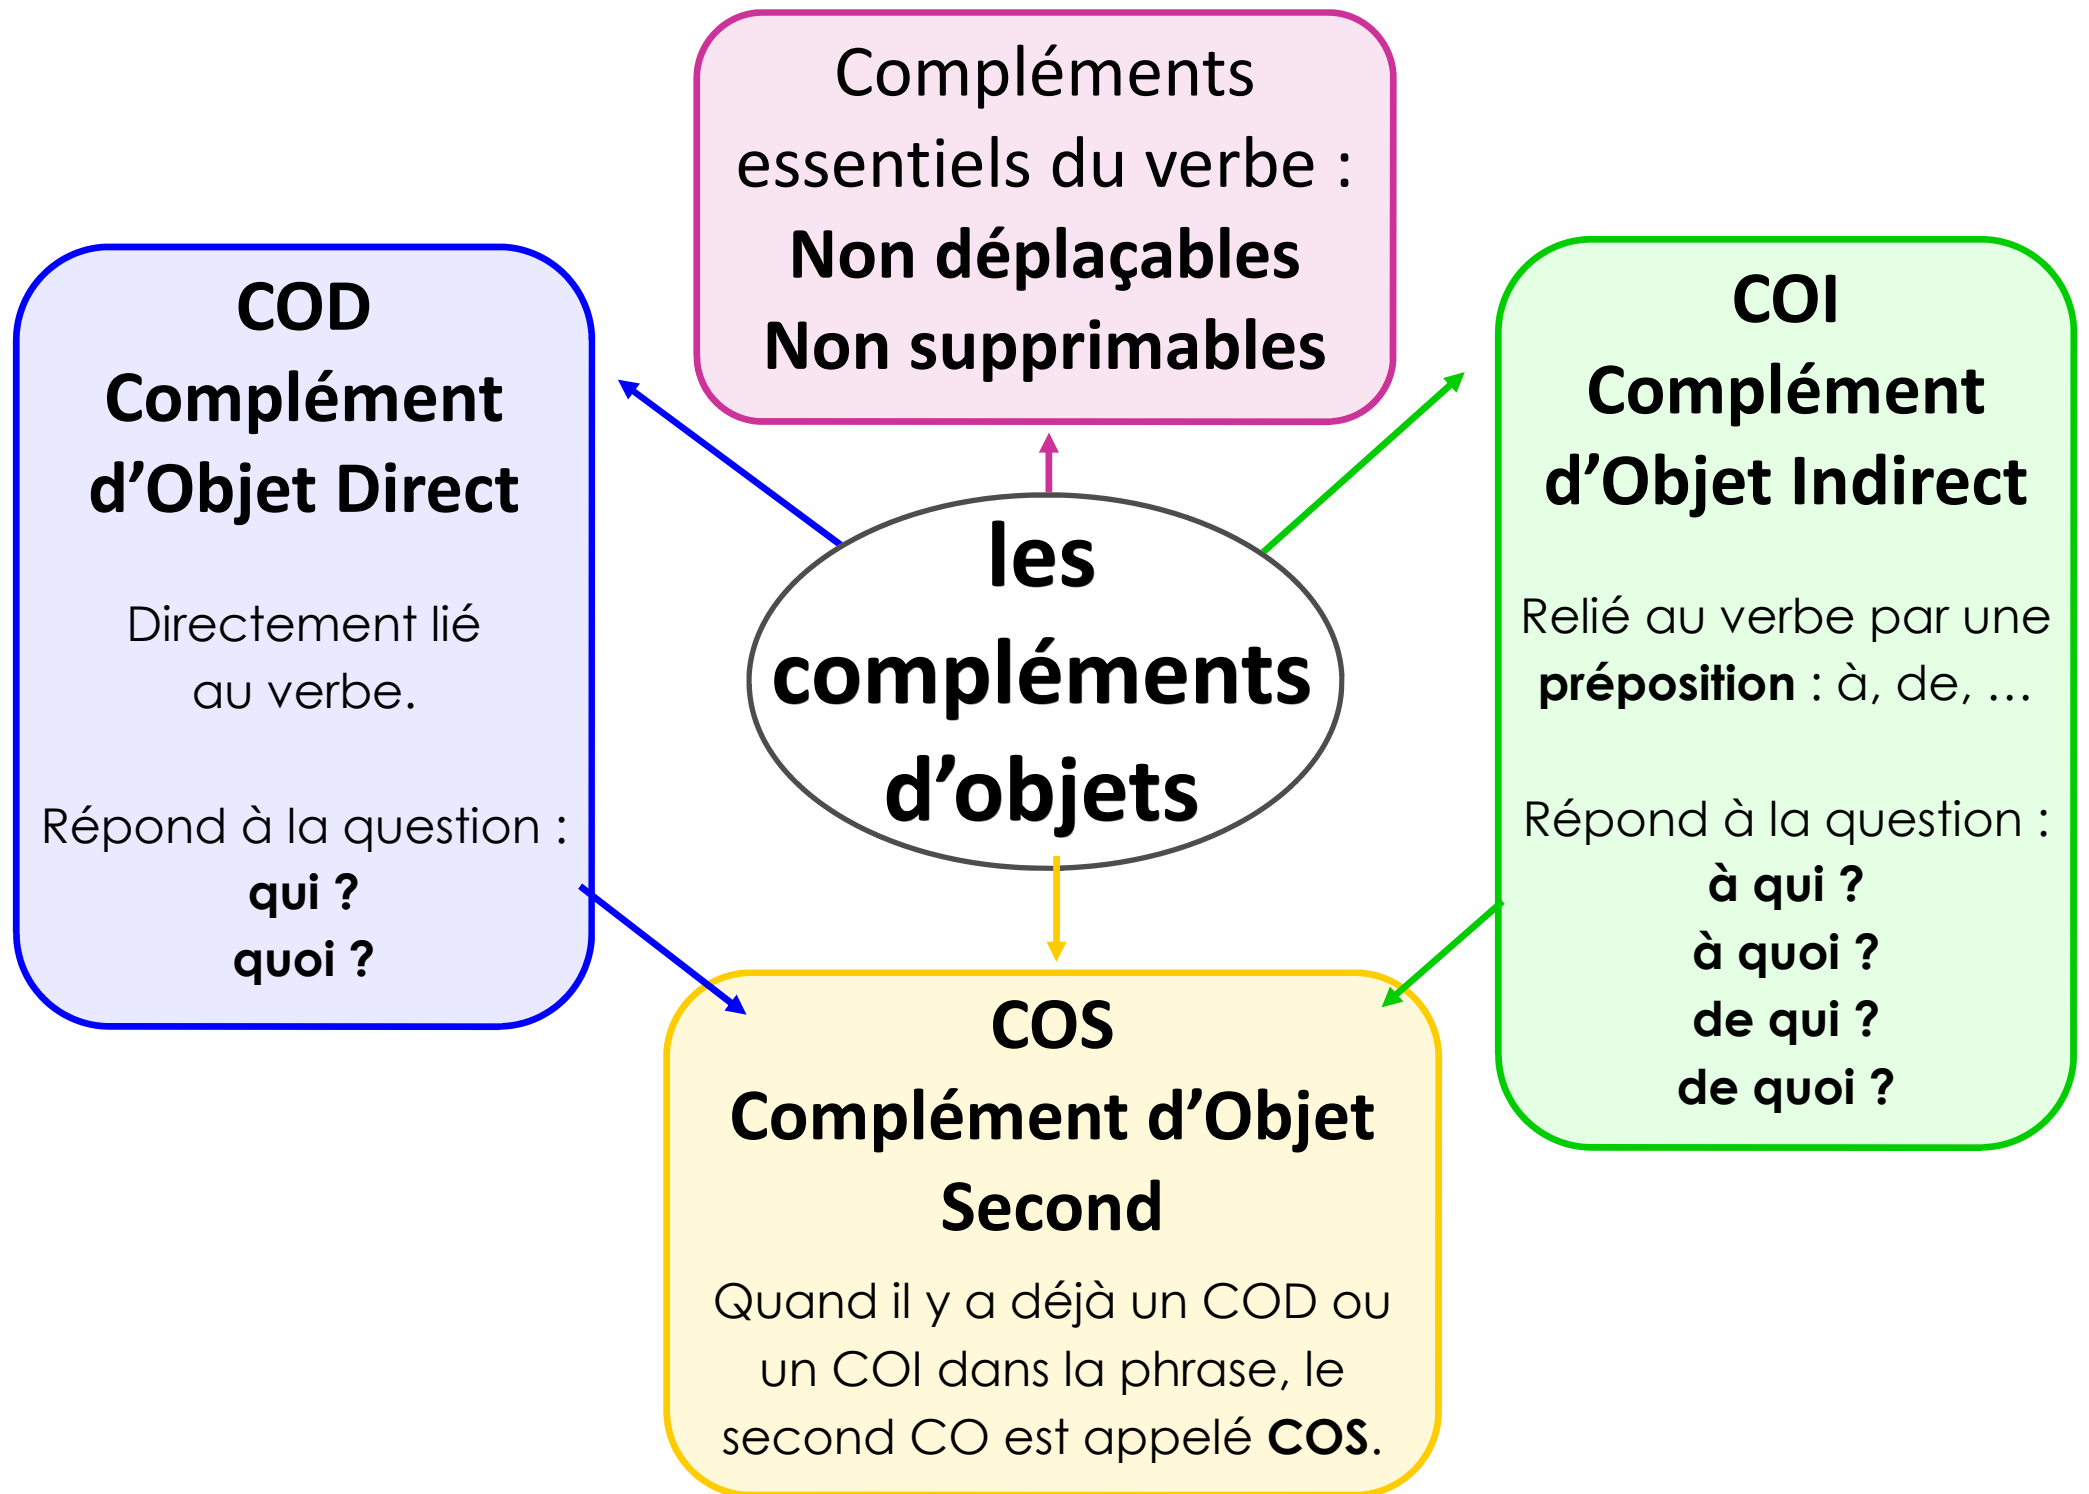 Compléments
essentiels du verbe :
Non déplaçables
Non supprimables
COD
Complément
d’Objet Direct
Directement lié
au verbe.
Répond à la question :
qui ?
quoi ?
les
compléments
d’objets
COI
Complément
d’Objet Indirect
Relié au verbe par une
préposition : à, de, …
Répond à la question :
à qui ?
à quoi ?
de qui ?
de quoi ?
COS
Complément d’Objet
Second
Quand il y a déjà un COD ou
un COI dans la phrase, le
second CO est appelé COS.